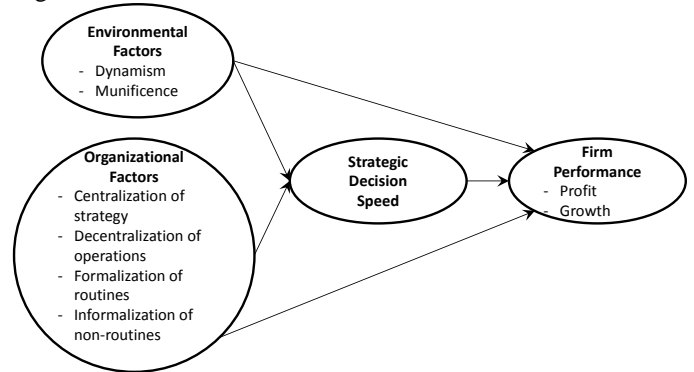 Environmental
Factors
- Dynamism
- Munificence
Organizational
Factors
- Centralization of
strategy
- Decentralization of
operations
- Formalization of
routines
- Informalization of
non-routines
Strategic
Decision
Speed
Firm
Performance
- Profit
- Growth